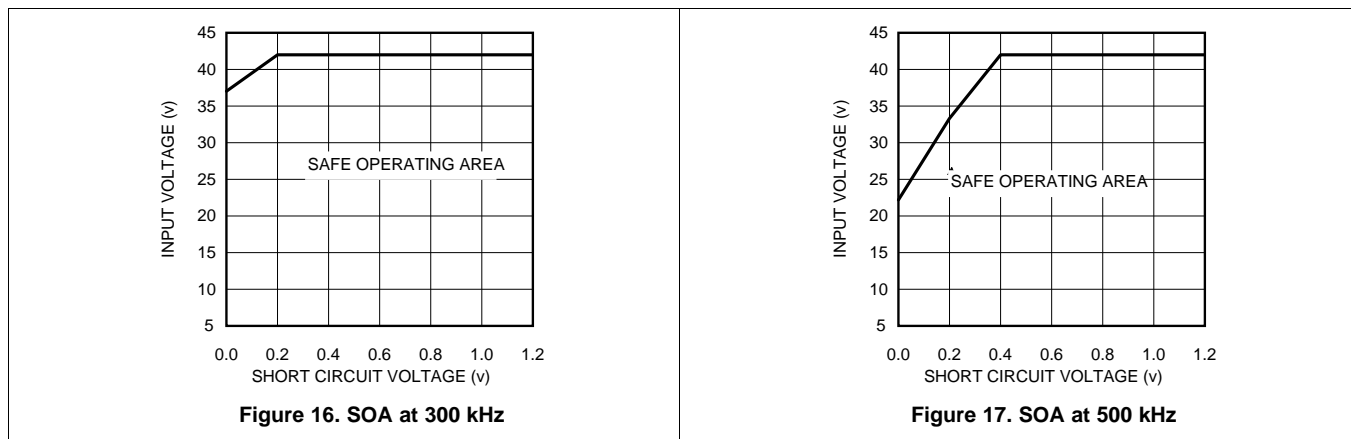 45
40
35
30
25
20
15
10
5
INPUT VOLTAGE (v)
SAFE OPERATING AREA
0.0 0.2 0.4 0.6 0.8 1.0 1.2
SHORT CIRCUIT VOLTAGE (v)
Figure 16. SOA at 300 kHz
45
40
35
30
25
20
15
10
5
INPUT VOLTAGE (v)
SAFE OPERATING AREA
0.0 0.2 0.4 0.6 0.8 1.0 1.2
SHORT CIRCUIT VOLTAGE (v)
Figure 17. SOA at 500 kHz